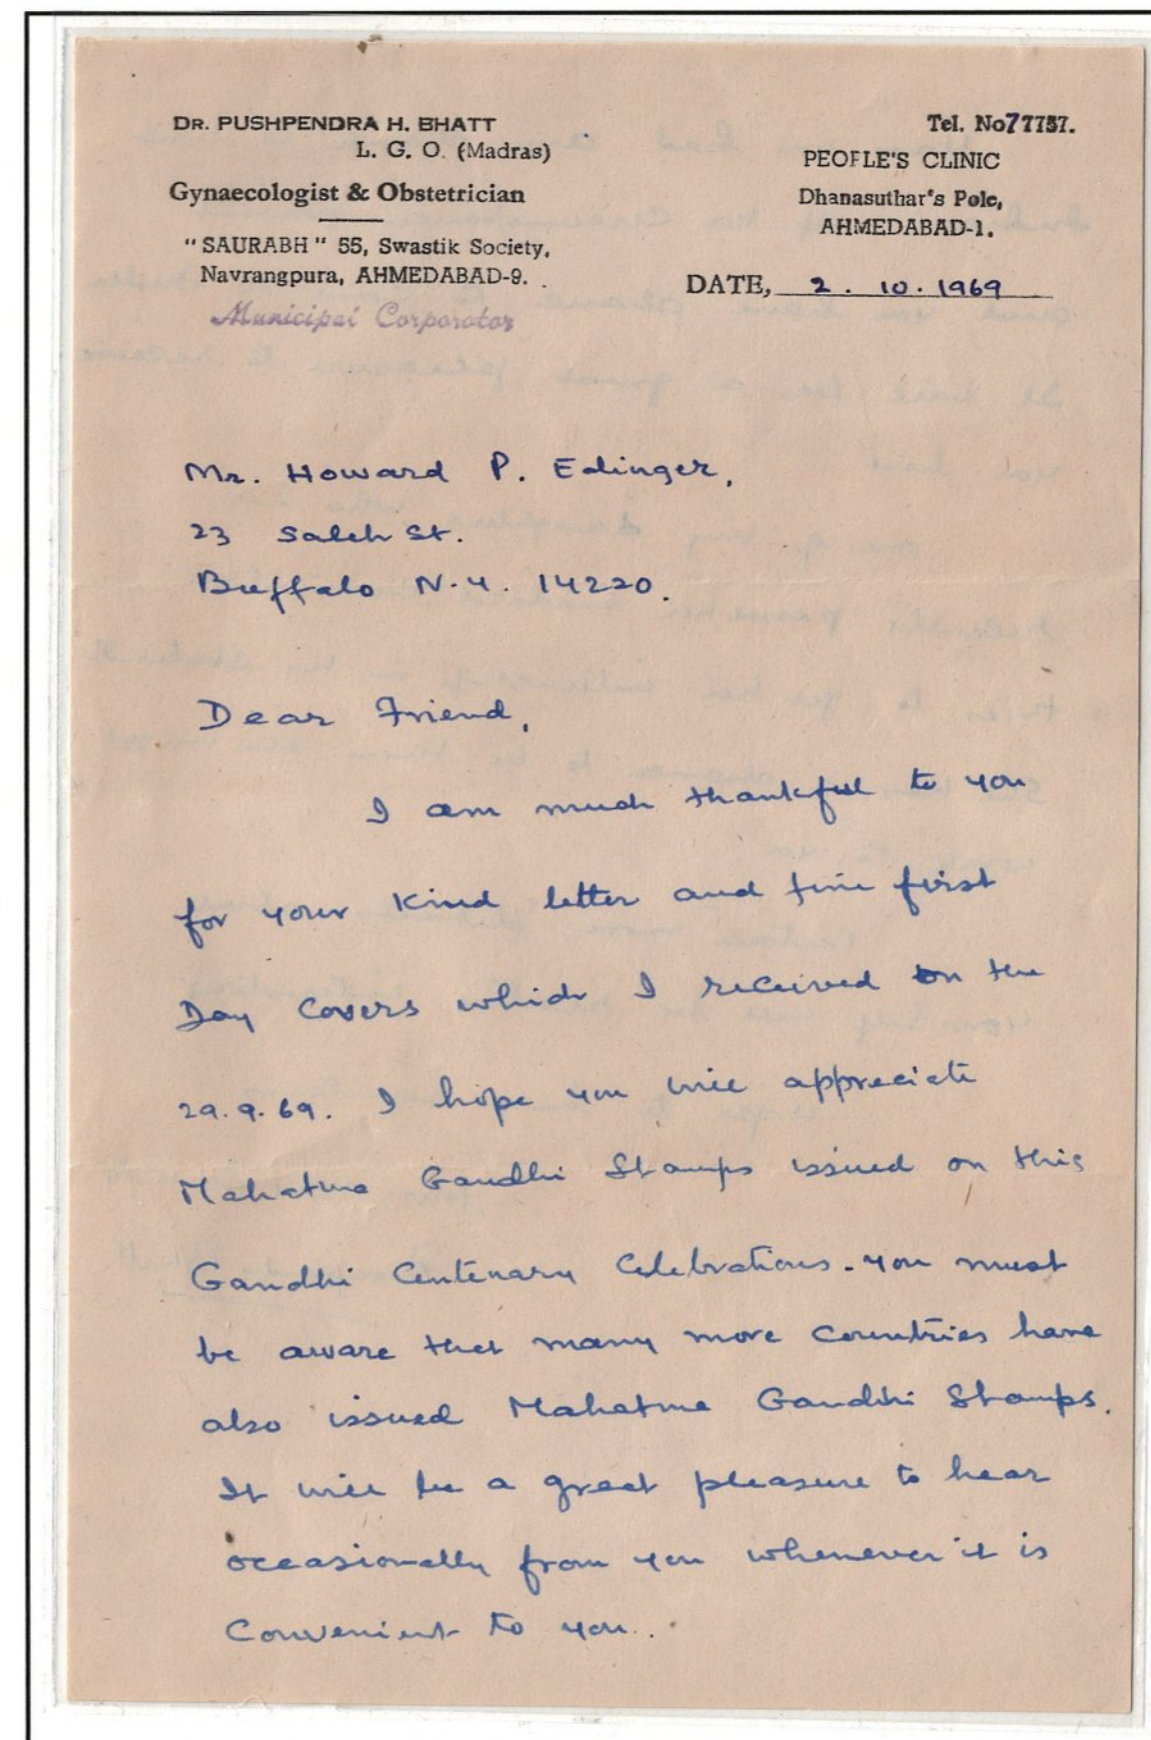 DR. PUSHPENDRA H. BHATT
L. G. O. (Madras)
Gynaecologist & Obstetrician
"SAURABH" 55, Swastik Society,
Navrangpura, AHMEDABAD-9.
Municipal Corporator
Tel. No 77757.
PEOPLE'S CLINIC
Dhanasuthar's Pole,
AHMEDABAD-1.
DATE, 2. 10. 1969
Mr. Howard P. Edinger,
23 Saleh St.
Buffalo N.Y. 14220.
Dear Friend,
I am much thankful to you
for your kind letter and fine first
Day Covers which I received on the
29.9.69. I hope you will appreciate
Mahatma Gandhi Stamps issued on this
Gandhi Centenary Celebrations. You must
be aware that many more Countries have
also issued Mahatma Gandhi Stamps.
It will be a great pleasure to hear
occasionally from you whenever it is
Convenient to you.